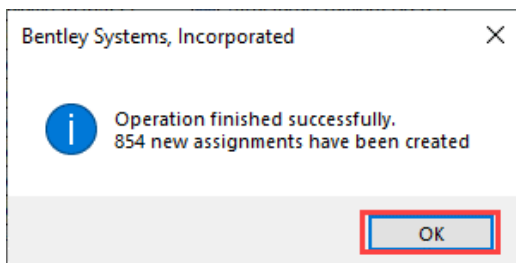 Bentley Systems, Incorporated
Operation finished successfully.
854 new assignments have been created
OK